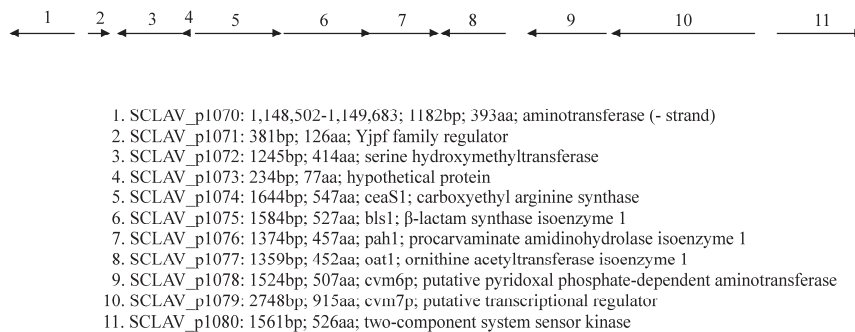 1 2 3 4 5 6 7 8 9 10 11
1. SCLAV_p1070: 1,148,502-1,149,683; 1182bp; 393aa; aminotransferase (- strand)
2. SCLAV_p1071: 381bp; 126aa; Yjpf family regulator
3. SCLAV_p1072: 1245bp; 414aa; serine hydroxymethyltransferase
4. SCLAV_p1073: 234bp; 77aa; hypothetical protein
5. SCLAV_p1074: 1644bp; 547aa; ceaS1; carboxyethyl arginine synthase
6. SCLAV_p1075: 1584bp; 527aa; bls1; β-lactam synthase isoenzyme 1
7. SCLAV_p1076: 1374bp; 457aa; pah1; procarvaminate amidinohydrolase isoenzyme 1
8. SCLAV_p1077: 1359bp; 452aa; oat1; ornithine acetyltransferase isoenzyme 1
9. SCLAV_p1078: 1524bp; 507aa; cvm6p; putative pyridoxal phosphate-dependent aminotransferase
10. SCLAV_p1079: 2748bp; 915aa; cvm7p; putative transcriptional regulator
11. SCLAV_p1080: 1561bp; 526aa; two-component system sensor kinase